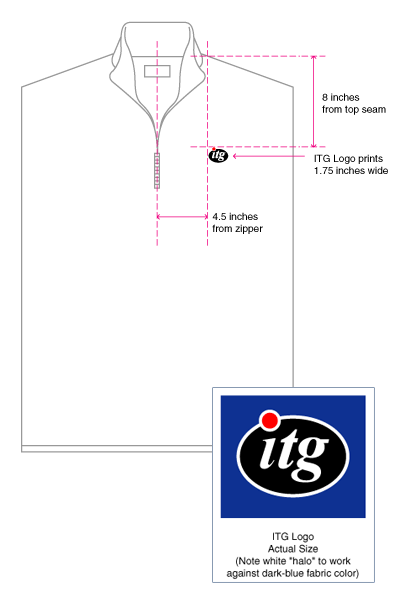 8 inches
from top seam
itg
ITG Logo prints
1.75 inches wide
4.5 inches
from zipper
itg
ITG Logo
Actual Size
(Note white "halo" to work
against dark-blue fabric color)